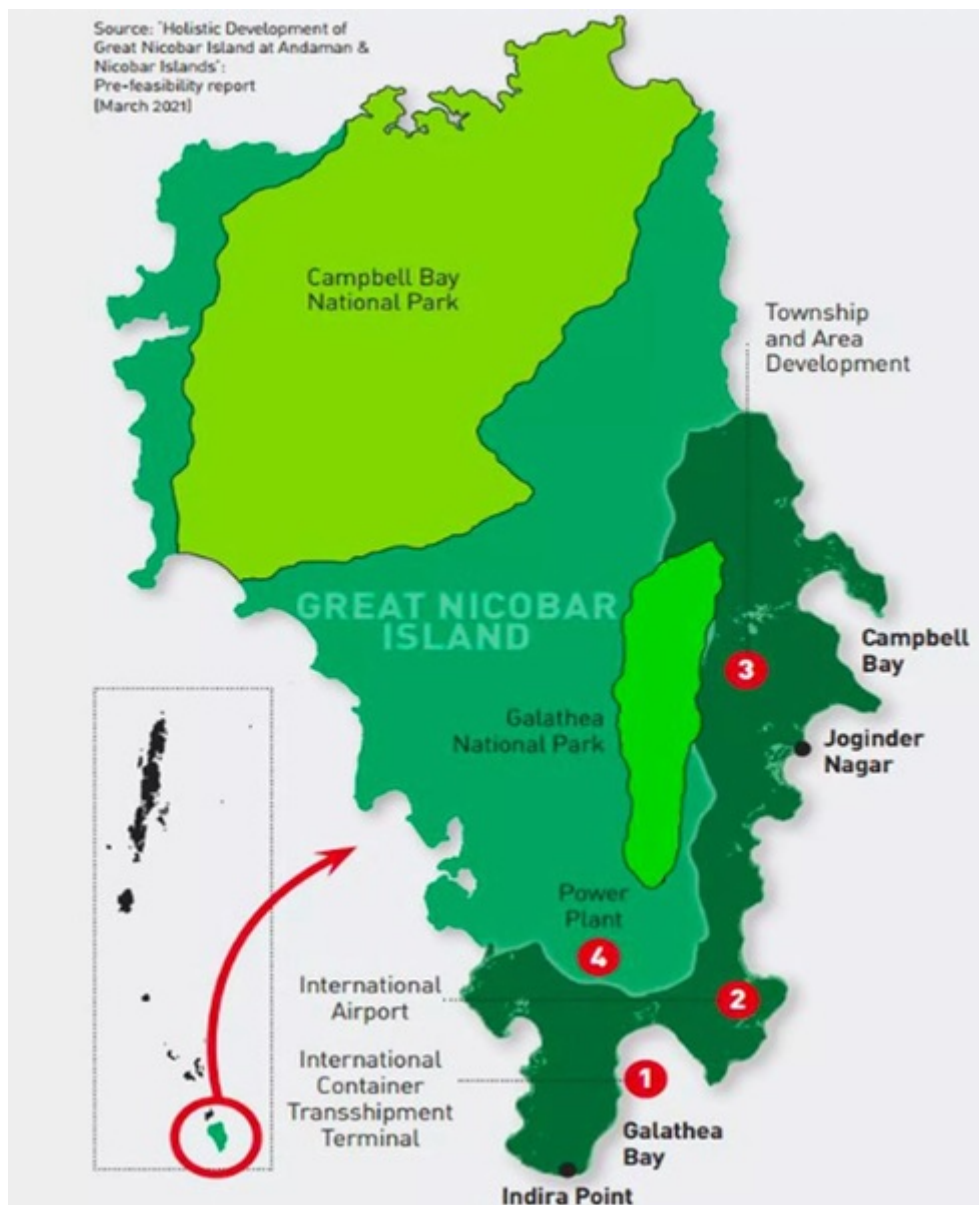 Source: 'Holistic Development of
Great Nicobar Island at Andaman &
Nicobar Islands':
Pre-feasibility report
(March 2021)
Campbell Bay
National Park
Township
and Area
Development
GREAT NICOBAR
ISLAND
Campbell
Bay
3
Galathea
National Park
Joginder
Nagar
Power
Plant
4
International
Airport
2
International
Container
Transshipment
Terminal
1
Galathea
Bay
Indira Point